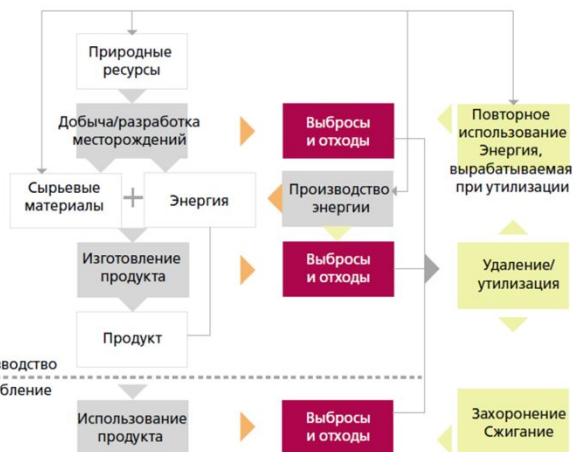 Природные
ресурсы
Добыча/разработка
месторождений
Выбросы
и отходы
Повторное
использование
Энергия,
вырабатываемая
при утилизации
Сырьевые
материалы
+
Энергия
Производство
энергии
Изготовление
продукта
Выбросы
и отходы
Удаление/
утилизация
Продукт
зводство
бление
Использование
продукта
Выбросы
и отходы
Захоронение
Сжигание